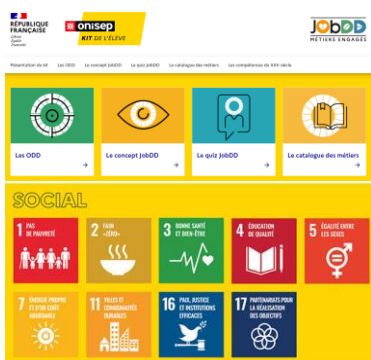 RÉPUBLIQUE
FRANÇAISE
Liberté
Égalité
Fraternité
onisep
KIT DE L'ÉLÈVE
JobDD
MÉTIERS ENGAGÉS
Présentation du kit Les ODD Le concept JobDD Le quiz JobDD Le catalogue des métiers Les compétences du XXIe siècle
Les ODD
Le concept JobDD
Le quiz JobDD
Le catalogue des métiers
SOCIAL
1 PAS
DE PAUVRETÉ
2 FAIM
«ZÉRO»
3 BONNE SANTÉ
ET BIEN-ÊTRE
4 ÉDUCATION
DE QUALITÉ
5 ÉGALITÉ ENTRE
LES SEXES
7 ÉNERGIE PROPRE
ET D'UN COÛT
ABORDABLE
11 VILLES ET
COMMUNAUTÉS
DURABLES
16 PAIX, JUSTICE
ET INSTITUTIONS
EFFICACES
17 PARTENARIATS POUR
LA RÉALISATION
DES OBJECTIFS